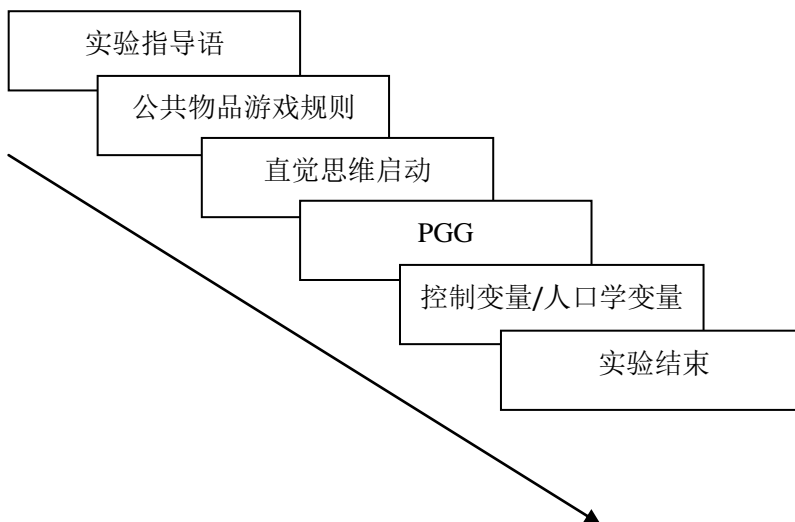 实验指导语
公共物品游戏规则
直觉思维启动
PGG
控制变量/人口学变量
实验结束